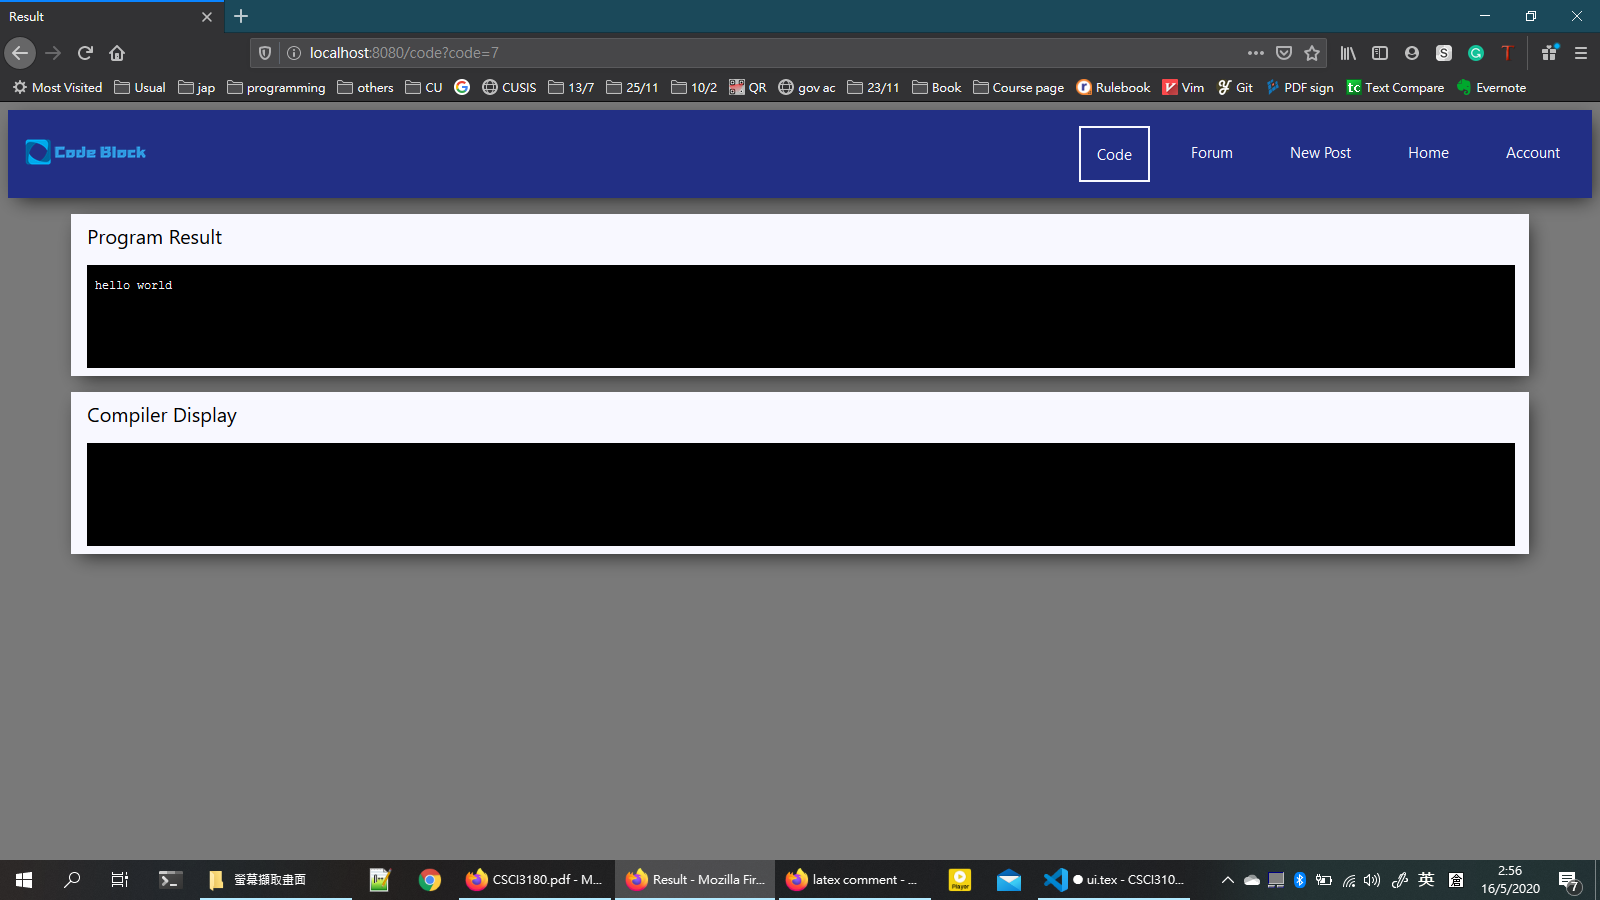 Result
localhost:8080/code?code=7
Most Visited Usual jap programming others CU CUSIS 13/7 25/11 10/2 QR gov ac 23/11 Book Course page Rulebook Vim Git PDF sign Text Compare Evernote
Code Block Code Forum New Post Home Account
Program Result
hello world
Compiler Display
螢幕擷取畫面 CSCI3180.pdf - M... Result - Mozilla Fir... latex comment - ... ui.tex - CSCI310... 英 2:56
16/5/2020 7